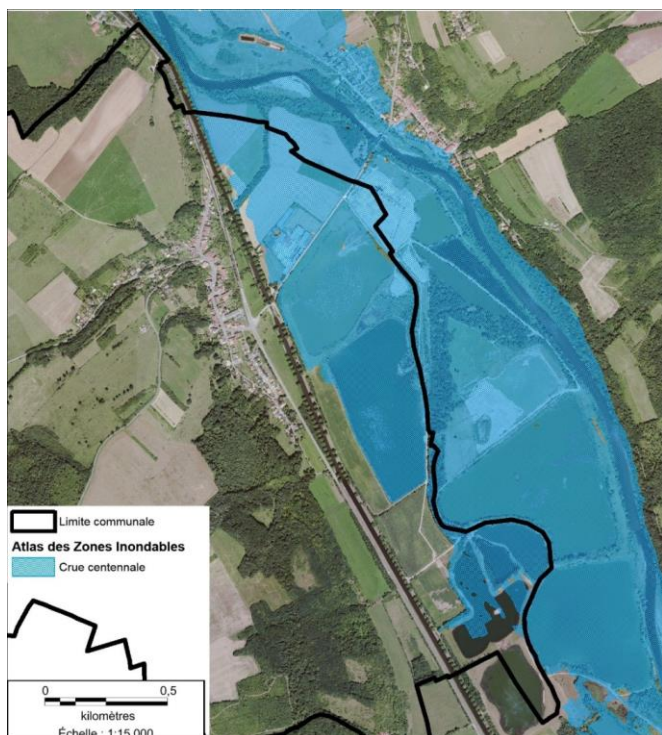 Limite communale
Atlas des Zones Inondables
Crue centennale
0 0,5
kilomètres
Échelle : 1:15 000